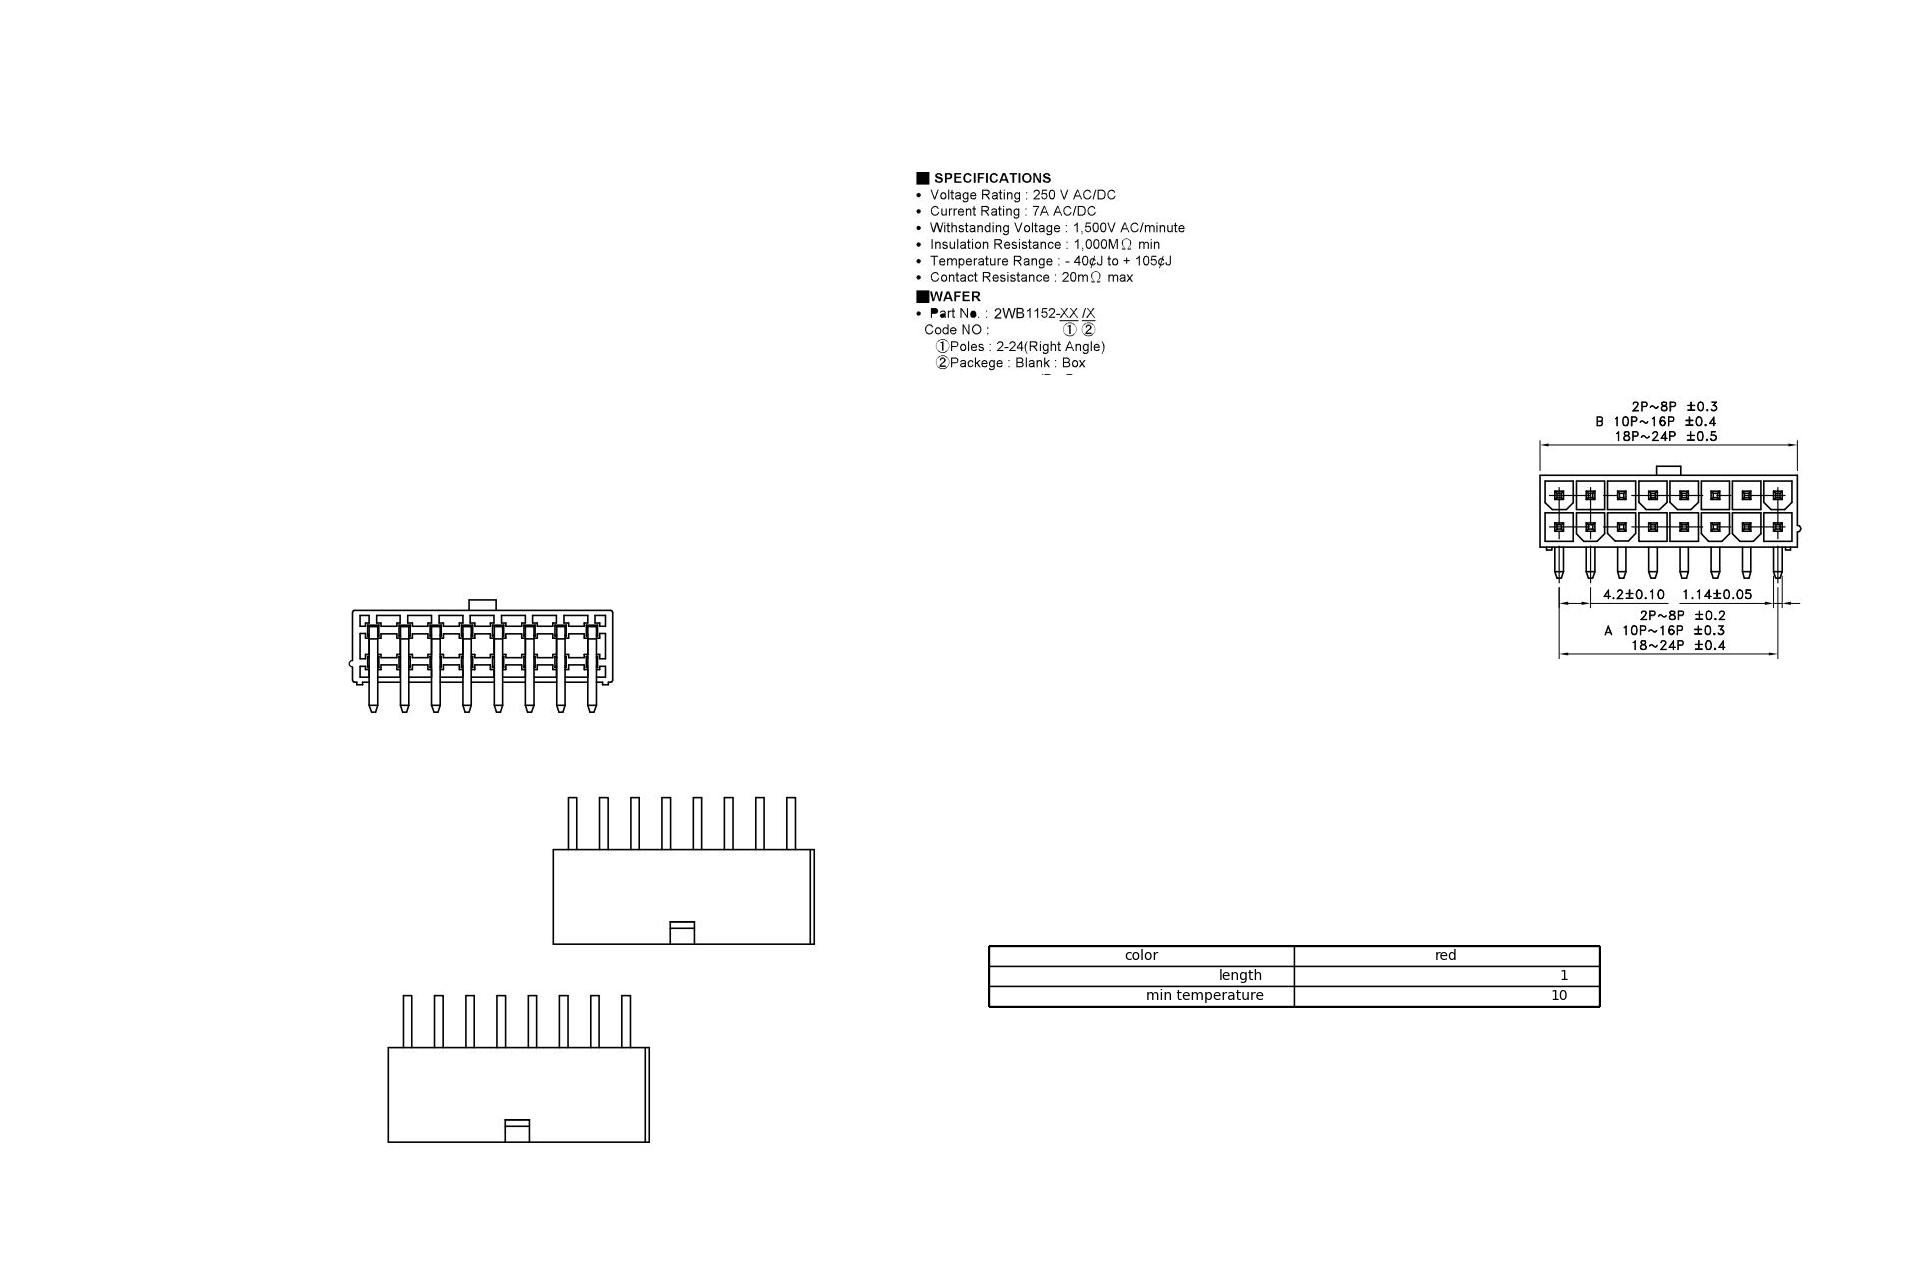 ■ SPECIFICATIONS
• Voltage Rating : 250 V AC/DC
• Current Rating : 7A AC/DC
• Withstanding Voltage : 1,500V AC/minute
• Insulation Resistance : 1,000MΩ min
• Temperature Range : - 40¢J to + 105¢J
• Contact Resistance : 20mΩ max
■WAFER
• Part No. : 2WB1152-XX /X
Code NO : ① ②
①Poles : 2-24(Right Angle)
②Packege : Blank : Box
2P~8P ±0.3
B 10P~16P ±0.4
18P~24P ±0.5
4.2±0.10 1.14±0.05
2P~8P ±0.2
A 10P~16P ±0.3
18~24P ±0.4
color red
length 1
min temperature 10